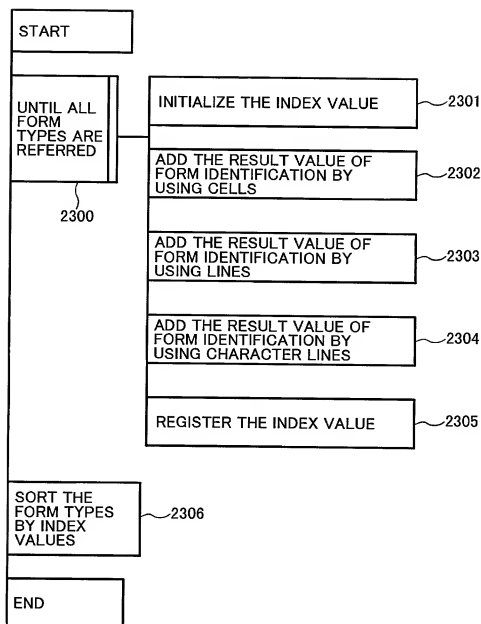 START
UNTIL ALL
FORM
TYPES ARE
REFERRED
2300
INITIALIZE THE INDEX VALUE
2301
ADD THE RESULT VALUE OF
FORM IDENTIFICATION BY
USING CELLS
2302
ADD THE RESULT VALUE OF
FORM IDENTIFICATION BY
USING LINES
2303
ADD THE RESULT VALUE OF
FORM IDENTIFICATION BY
USING CHARACTER LINES
2304
REGISTER THE INDEX VALUE
2305
SORT THE
FORM TYPES
BY INDEX
VALUES
2306
END